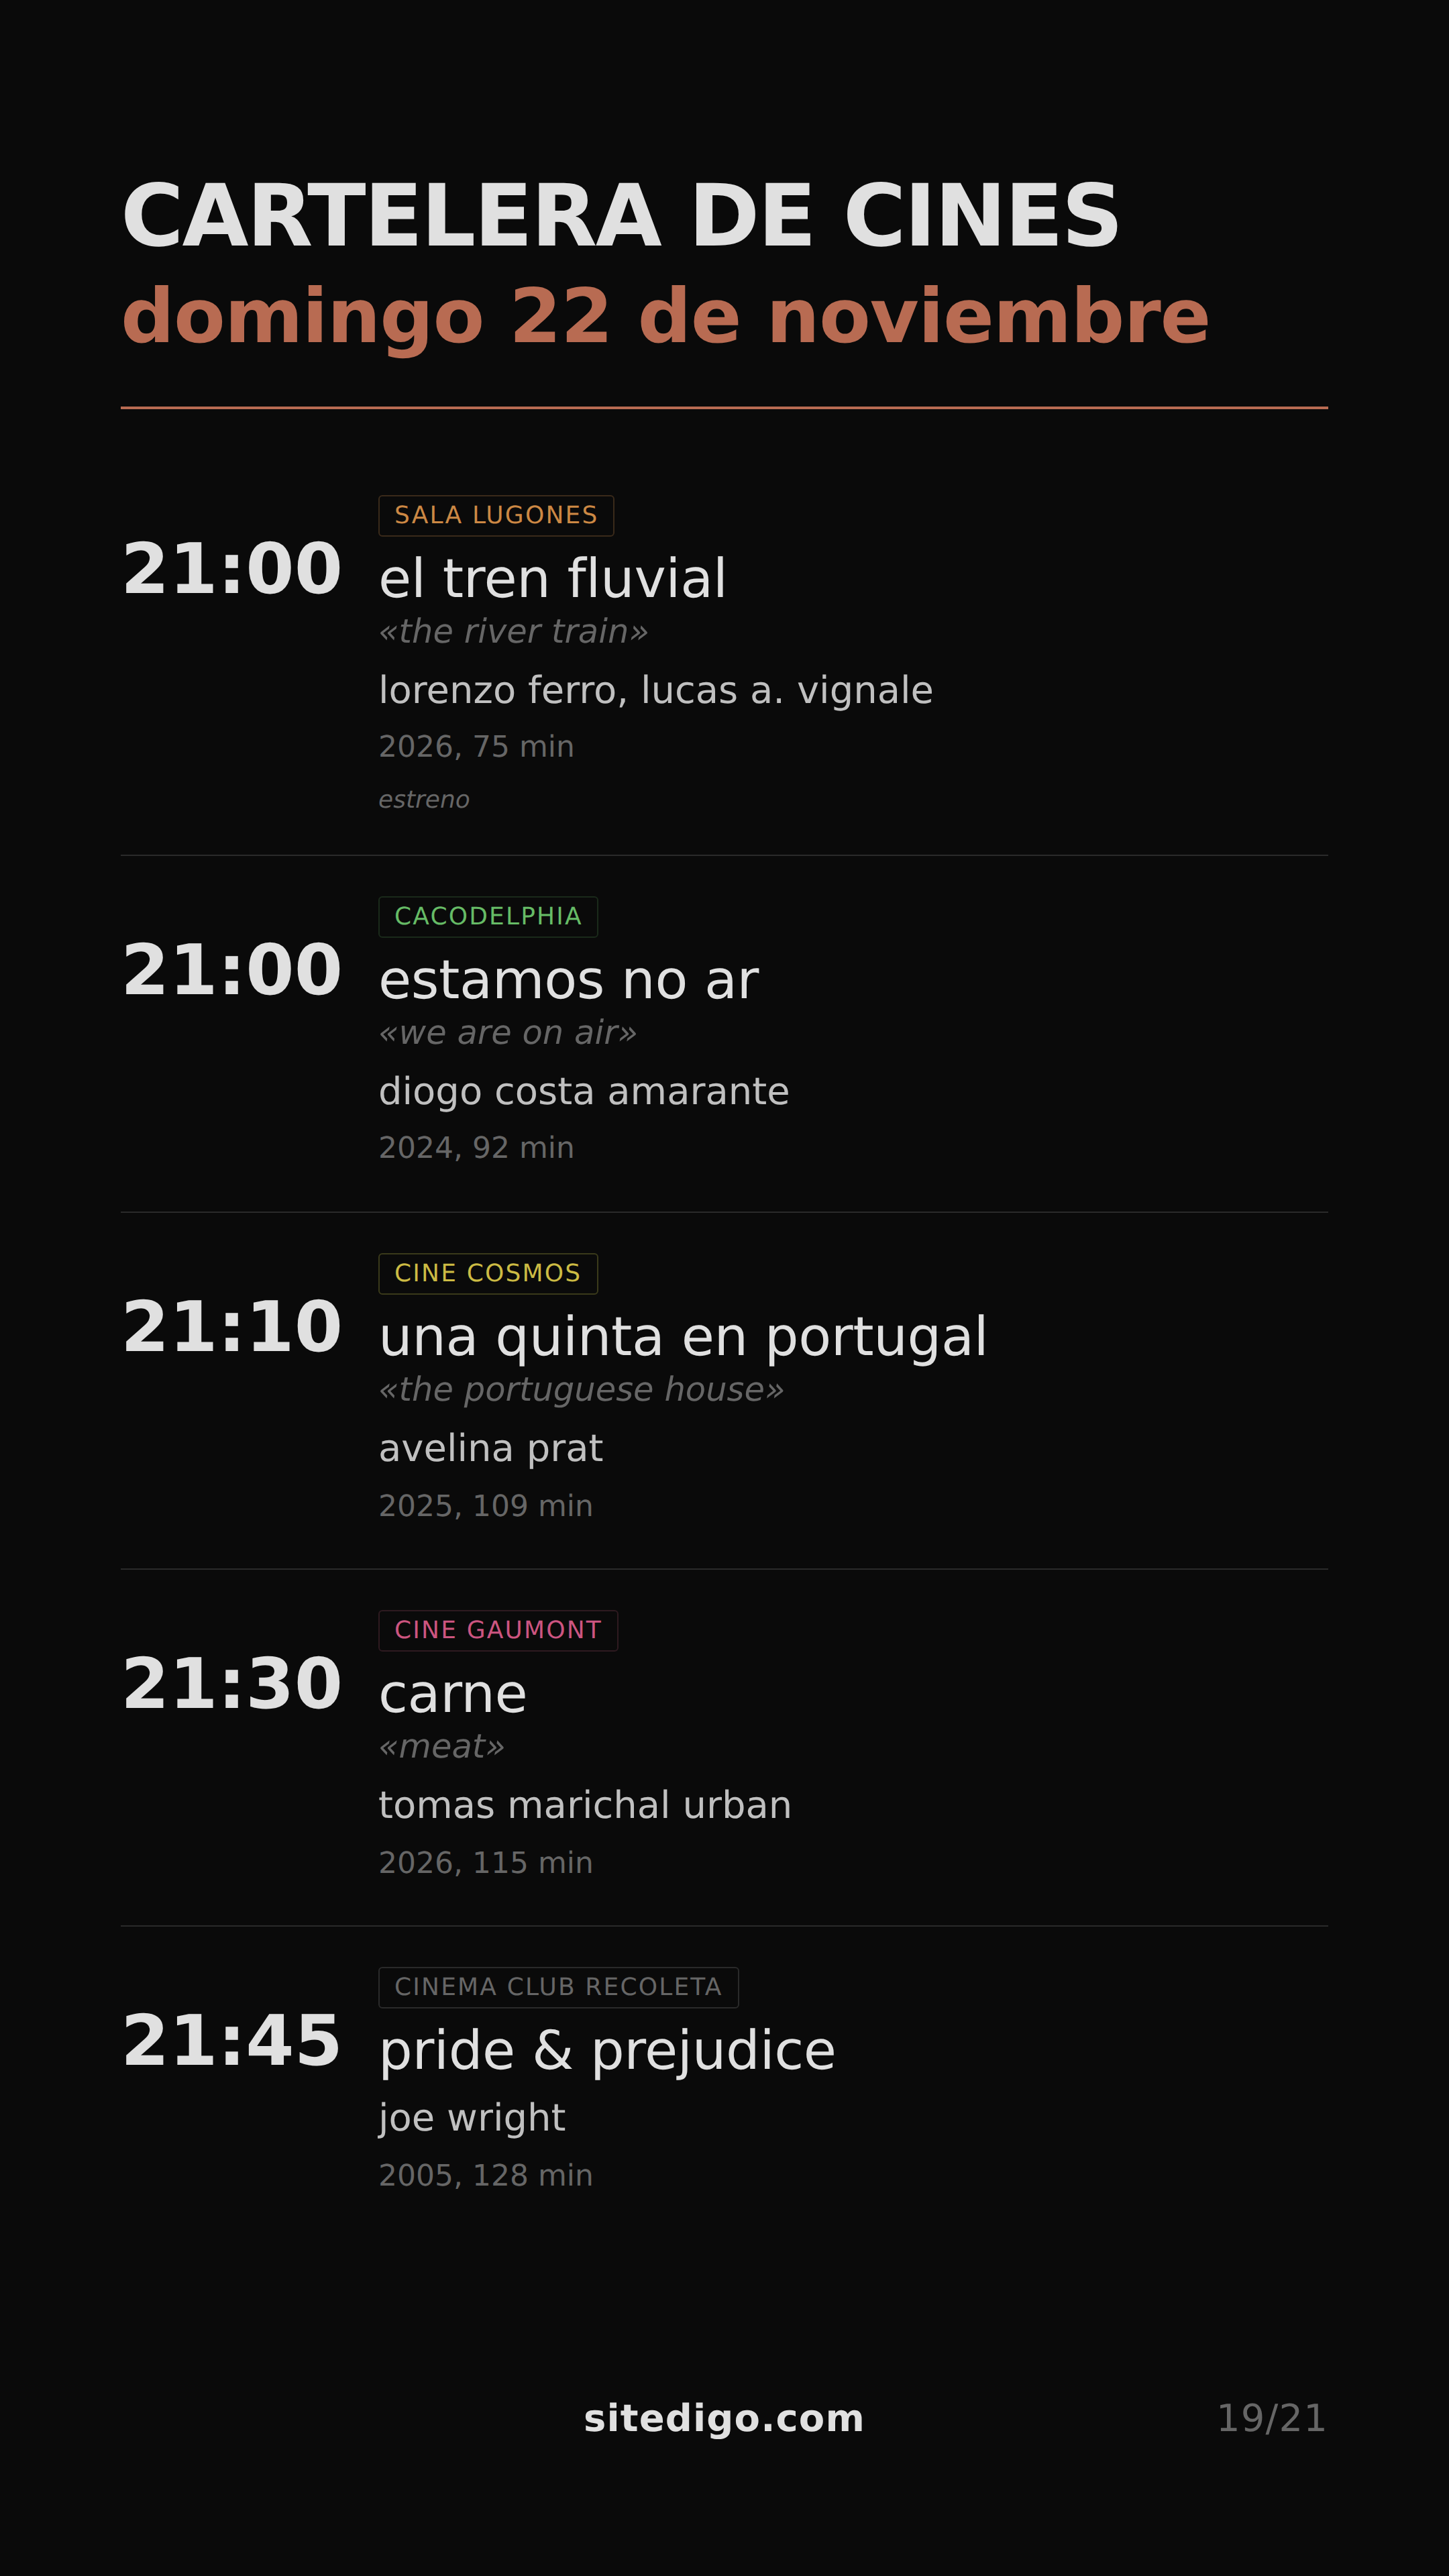 CARTELERA DE CINES
domingo 22 de noviembre
SALA LUGONES
21:00
el tren fluvial
«the river train»
lorenzo ferro, lucas a. vignale
2026, 75 min
estreno
CACODELPHIA
21:00
estamos no ar
«we are on air»
diogo costa amarante
2024, 92 min
CINE COSMOS
21:10
una quinta en portugal
«the portuguese house»
avelina prat
2025, 109 min
CINE GAUMONT
21:30
carne
«meat»
tomas marichal urban
2026, 115 min
CINEMA CLUB RECOLETA
21:45
pride & prejudice
joe wright
2005, 128 min
sitedigo.com
19/21